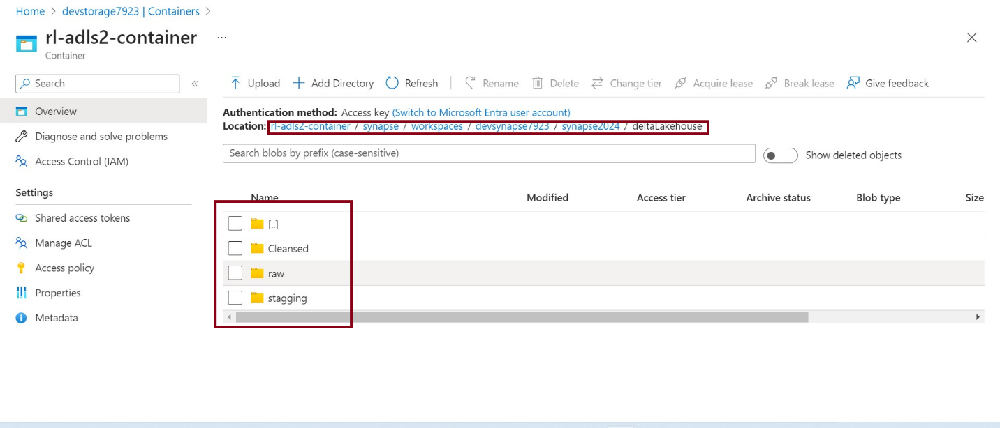 Home > devstorage7923 | Containers >
rl-adls2-container ...
Container
Search «
Upload Add Directory Refresh Rename Delete Change tier Acquire lease Break lease Give feedback
Overview
Diagnose and solve problems
Access Control (IAM)
Settings
Shared access tokens
Manage ACL
Access policy
Properties
Metadata
Authentication method: Access key (Switch to Microsoft Entra user account)
Location: rl-adls2-container / synapse / workspaces / devsynapse7923 / synapse2024 / deltaLakehouse
Search blobs by prefix (case-sensitive)
Show deleted objects
Name Modified Access tier Archive status Blob type Size
[..]
Cleansed
raw
stagging